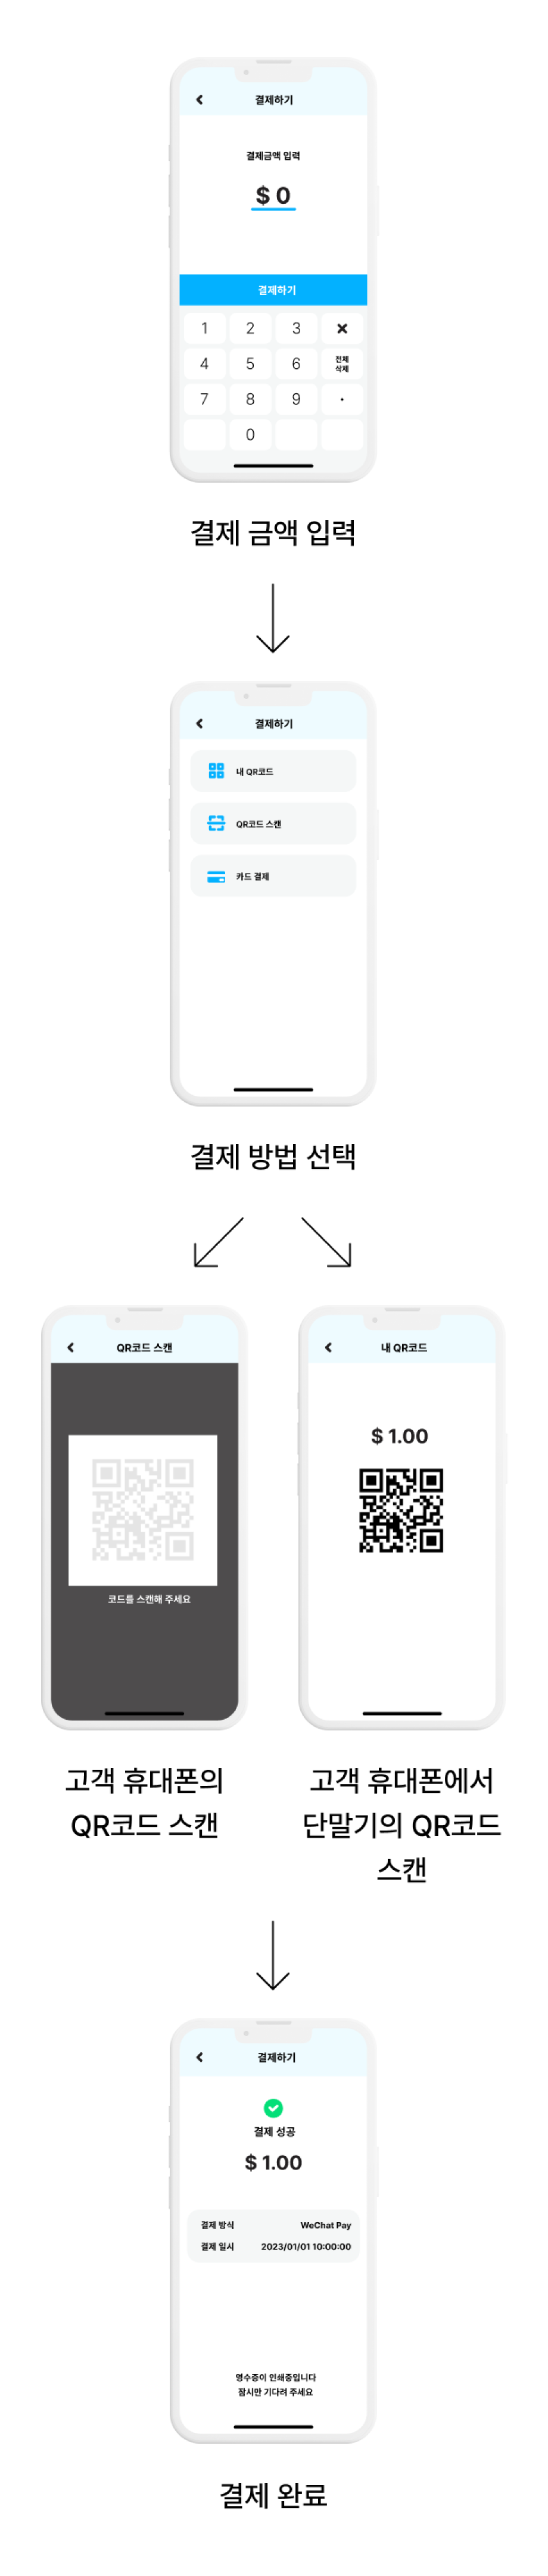 결제하기
결제금액 입력
$ 0
결제하기
1 2 3 ✖
4 5 6 전체
삭제
7 8 9 ·
0
결제 금액 입력
결제하기
내 QR코드
QR코드 스캔
카드 결제
결제 방법 선택
QR코드 스캔
코드를 스캔해 주세요
고객 휴대폰의
QR코드 스캔
내 QR코드
$ 1.00
고객 휴대폰에서
단말기의 QR코드
스캔
결제하기
결제 성공
$ 1.00
결제 방식 WeChat Pay
결제 일시 2023/01/01 10:00:00
영수증이 인쇄중입니다
잠시만 기다려 주세요
결제 완료